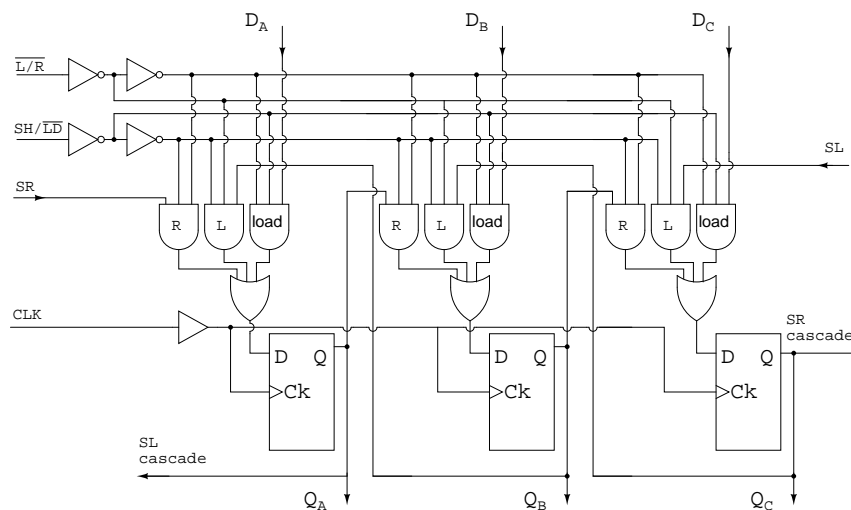 D_A D_B D_C
L/R
SH/LD
SL
SR
R L load R L load R L load
CLK
SR
cascade
D Q D Q D Q
Ck Ck Ck
SL
cascade
Q_A Q_B Q_C